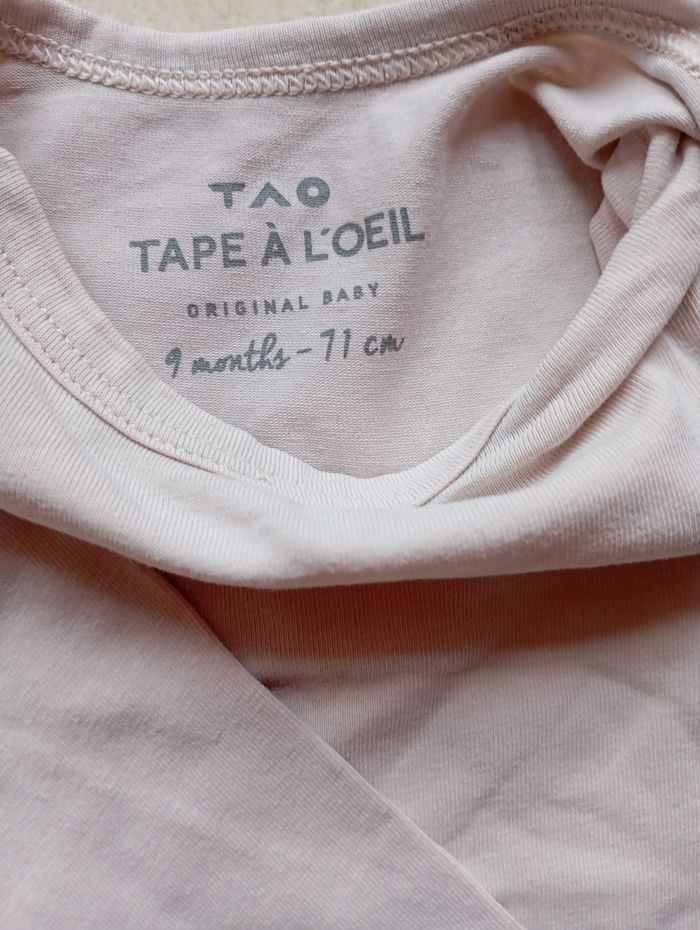 TAO
TAPE À L'OEIL
ORIGINAL BABY
9 months - 71 cm